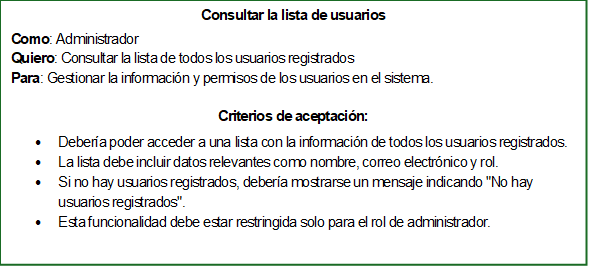 Consultar la lista de usuarios
Como: Administrador
Quiero: Consultar la lista de todos los usuarios registrados
Para: Gestionar la información y permisos de los usuarios en el sistema.
Criterios de aceptación:
• Debería poder acceder a una lista con la información de todos los usuarios registrados.
• La lista debe incluir datos relevantes como nombre, correo electrónico y rol.
• Si no hay usuarios registrados, debería mostrarse un mensaje indicando "No hay
usuarios registrados".
• Esta funcionalidad debe estar restringida solo para el rol de administrador.